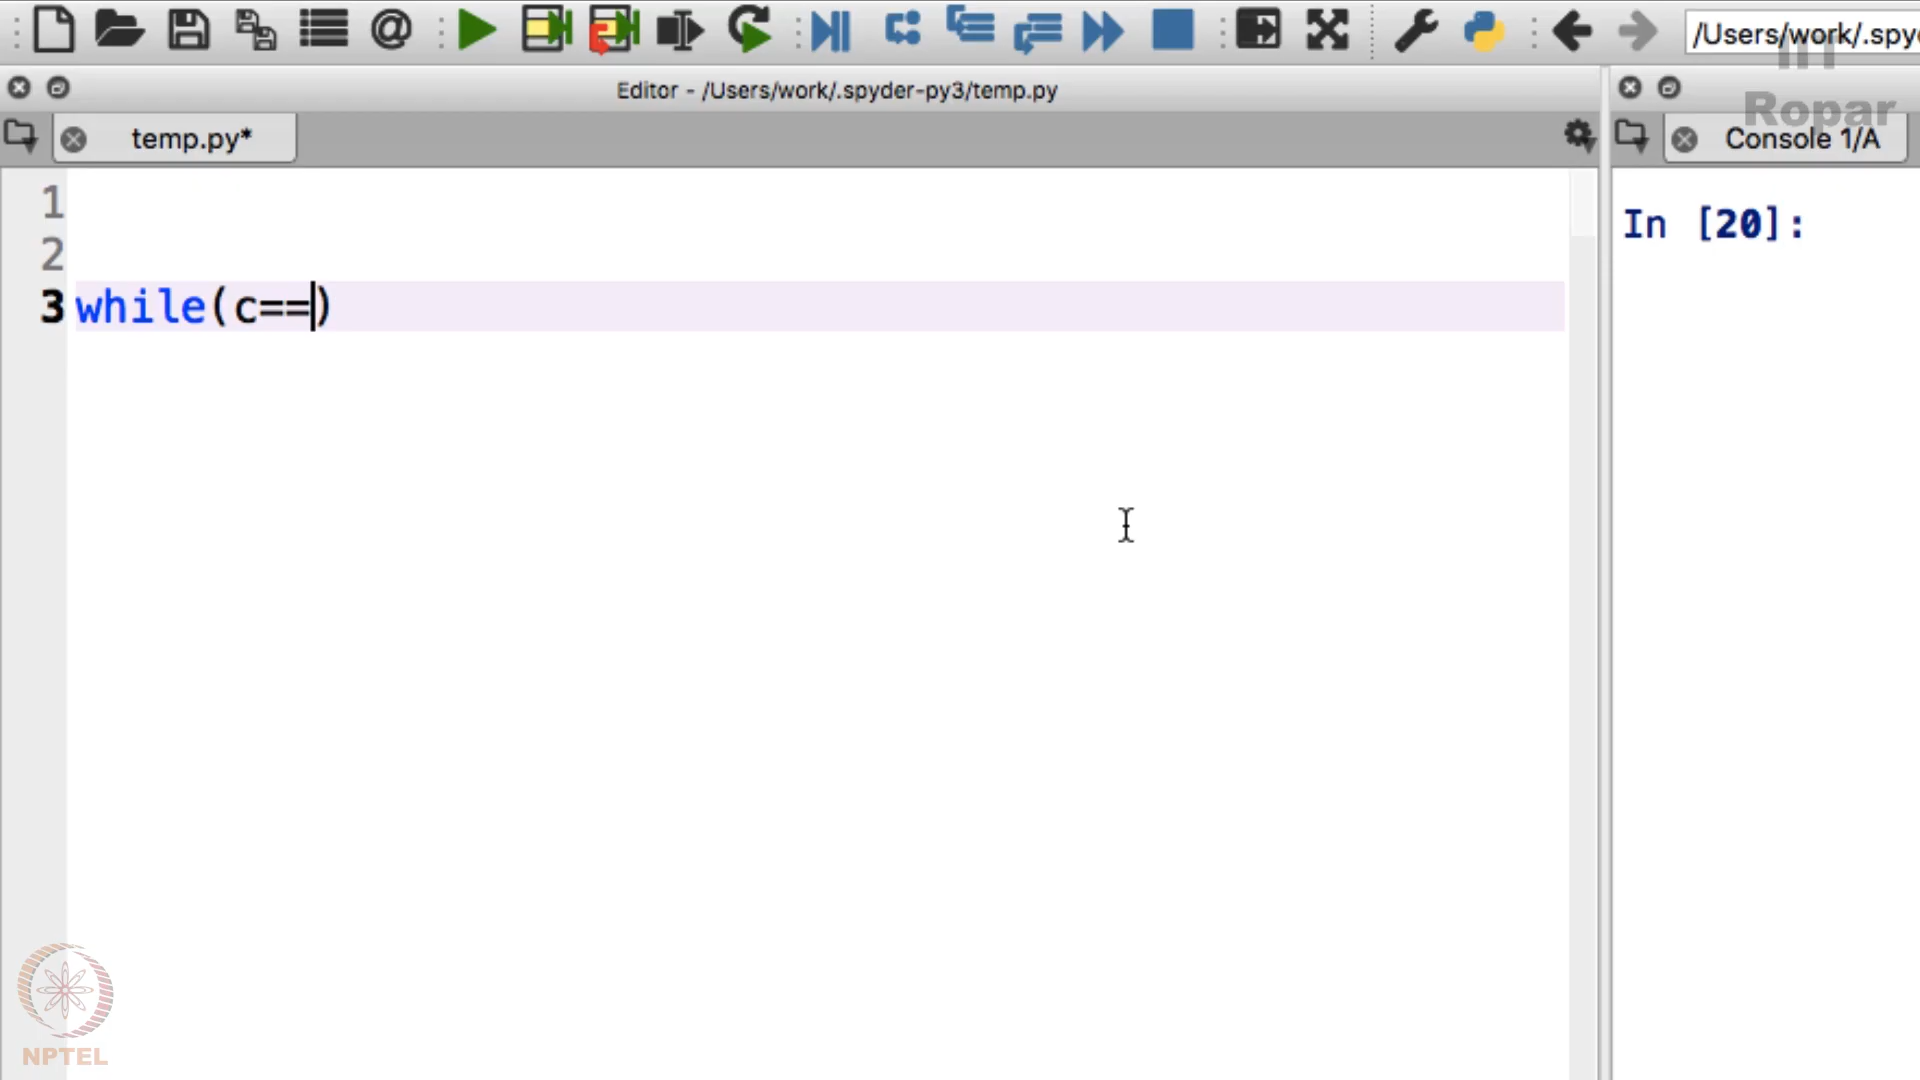 /Users/work/.spy
IIT
Ropar
Editor - /Users/work/.spyder-py3/temp.py
temp.py*
Console 1/A
1
2
3 while(c==)
In [20]:
NPTEL